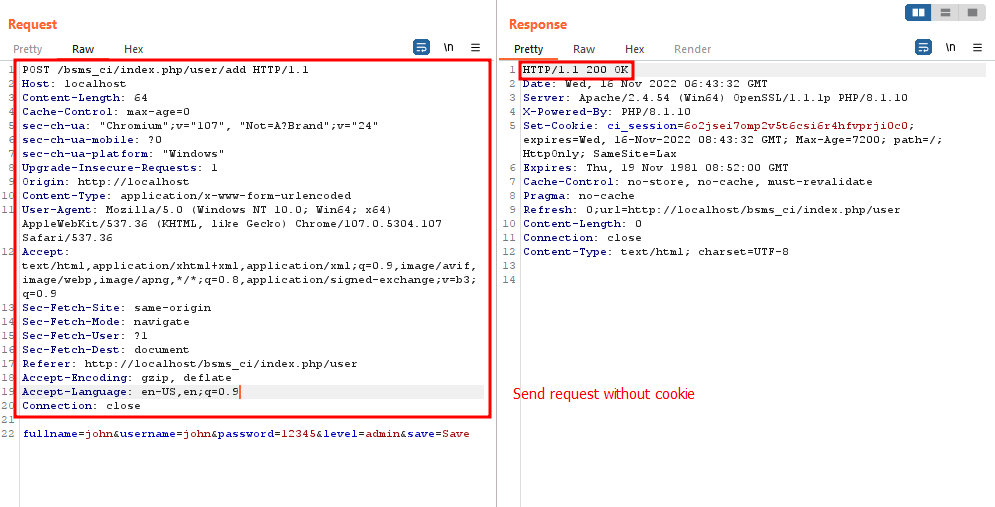 Request
Pretty Raw Hex
\n
1 POST /bsms_ci/index.php/user/add HTTP/1.1
2 Host: localhost
3 Content-Length: 64
4 Cache-Control: max-age=0
5 sec-ch-ua: "Chromium";v="107", "Not=A?Brand";v="24"
6 sec-ch-ua-mobile: ?0
7 sec-ch-ua-platform: "Windows"
8 Upgrade-Insecure-Requests: 1
9 Origin: http://localhost
10 Content-Type: application/x-www-form-urlencoded
11 User-Agent: Mozilla/5.0 (Windows NT 10.0; Win64; x64)
AppleWebKit/537.36 (KHTML, like Gecko) Chrome/107.0.5304.107
Safari/537.36
12 Accept:
text/html,application/xhtml+xml,application/xml;q=0.9,image/avif,
image/webp,image/apng,*/*;q=0.8,application/signed-exchange;v=b3;
q=0.9
13 Sec-Fetch-Site: same-origin
14 Sec-Fetch-Mode: navigate
15 Sec-Fetch-User: ?1
16 Sec-Fetch-Dest: document
17 Referer: http://localhost/bsms_ci/index.php/user
18 Accept-Encoding: gzip, deflate
19 Accept-Language: en-US,en;q=0.9
20 Connection: close
21
22 fullname=john&username=john&password=12345&level=admin&save=Save
Response
Pretty Raw Hex Render
\n
1 HTTP/1.1 200 OK
2 Date: Wed, 16 Nov 2022 06:43:32 GMT
3 Server: Apache/2.4.54 (Win64) OpenSSL/1.1.1p PHP/8.1.10
4 X-Powered-By: PHP/8.1.10
5 Set-Cookie: ci_session=6o2jsei7omp2v5t6csi6r4hfvprji0c0;
expires=Wed, 16-Nov-2022 08:43:32 GMT; Max-Age=7200; path=/;
HttpOnly; SameSite=Lax
6 Expires: Thu, 19 Nov 1981 08:52:00 GMT
7 Cache-Control: no-store, no-cache, must-revalidate
8 Pragma: no-cache
9 Refresh: 0;url=http://localhost/bsms_ci/index.php/user
10 Content-Length: 0
11 Connection: close
12 Content-Type: text/html; charset=UTF-8
13
14
Send request without cookie